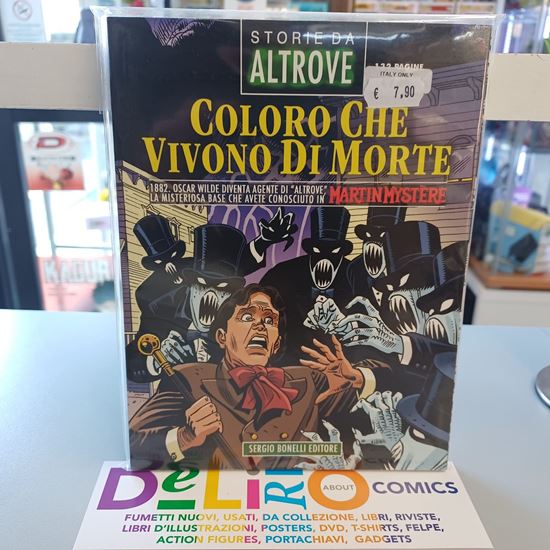 STORIE DA
ALTROVE
132 PAGINE
ITALY ONLY
€ 7,90
COLORO CHE
VIVONO DI MORTE
1882. OSCAR WILDE DIVENTA AGENTE DI "ALTROVE",
LA MISTERIOSA BASE CHE AVETE CONOSCIUTO IN MARTIN MYSTÈRE
SERGIO BONELLI EDITORE
DeLiRiO ABOUT COMICS
FUMETTI NUOVI, USATI, DA COLLEZIONE, LIBRI, RIVISTE,
LIBRI D'ILLUSTRAZIONI, POSTERS, DVD, T-SHIRTS, FELPE,
ACTION FIGURES, PORTACHIAVI, GADGETS